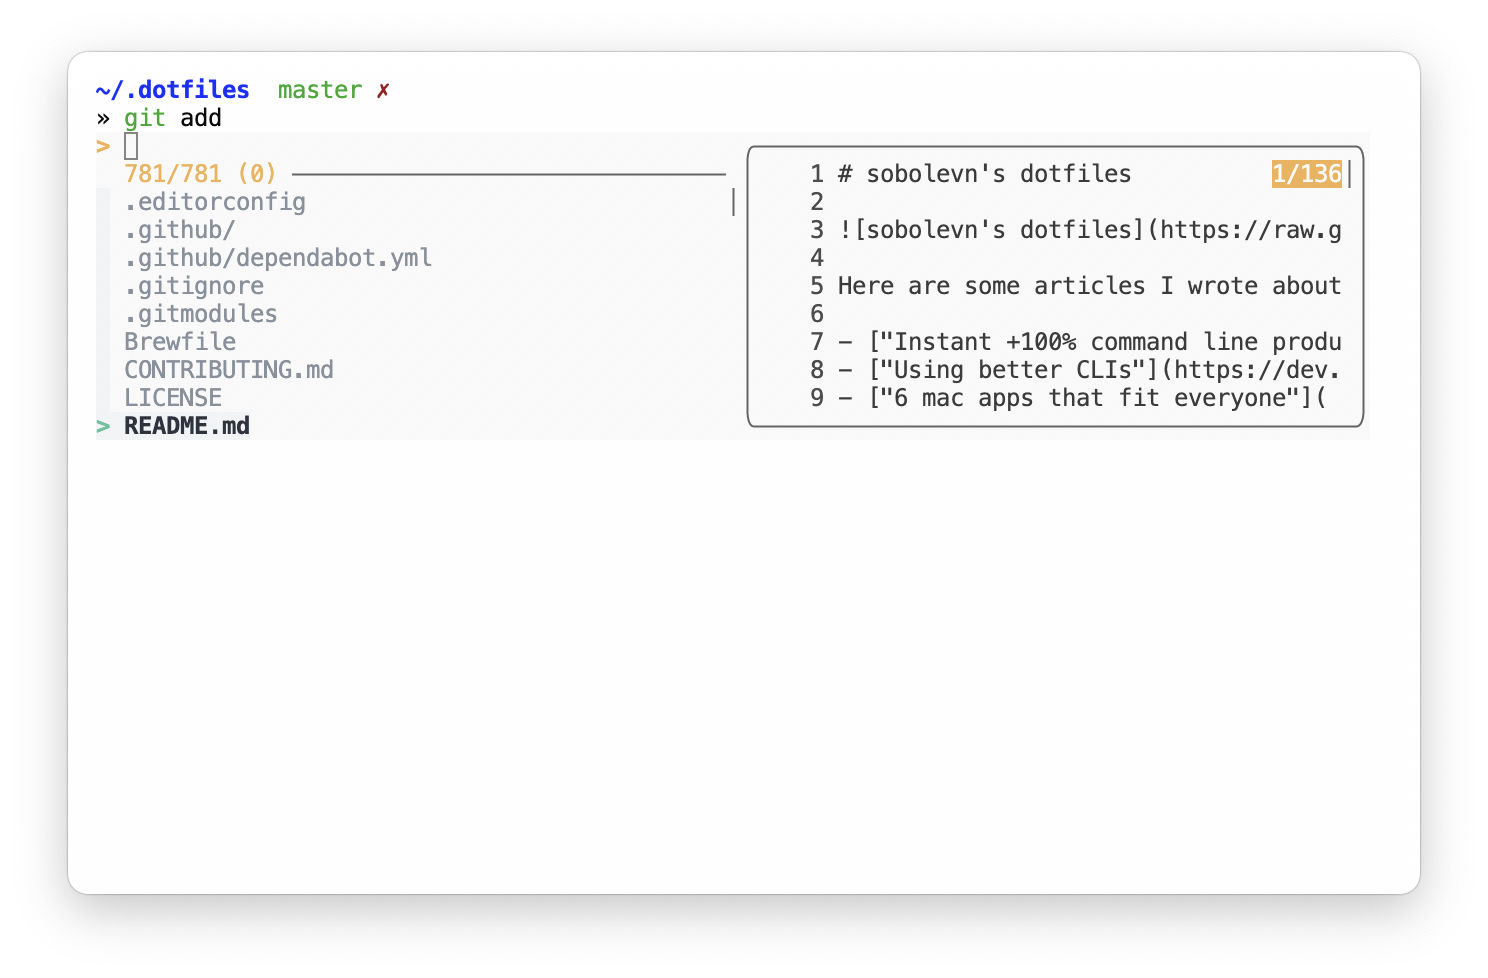 ~/.dotfiles  master ✗
» git add
>
781/781 (0)
.editorconfig
.github/
.github/dependabot.yml
.gitignore
.gitmodules
Brewfile
CONTRIBUTING.md
LICENSE
> README.md
1 # sobolevn's dotfiles 1/136
2
3 ![sobolevn's dotfiles](https://raw.g
4
5 Here are some articles I wrote about
6
7 - ["Instant +100% command line produ
8 - ["Using better CLIs"](https://dev.
9 - ["6 mac apps that fit everyone"](